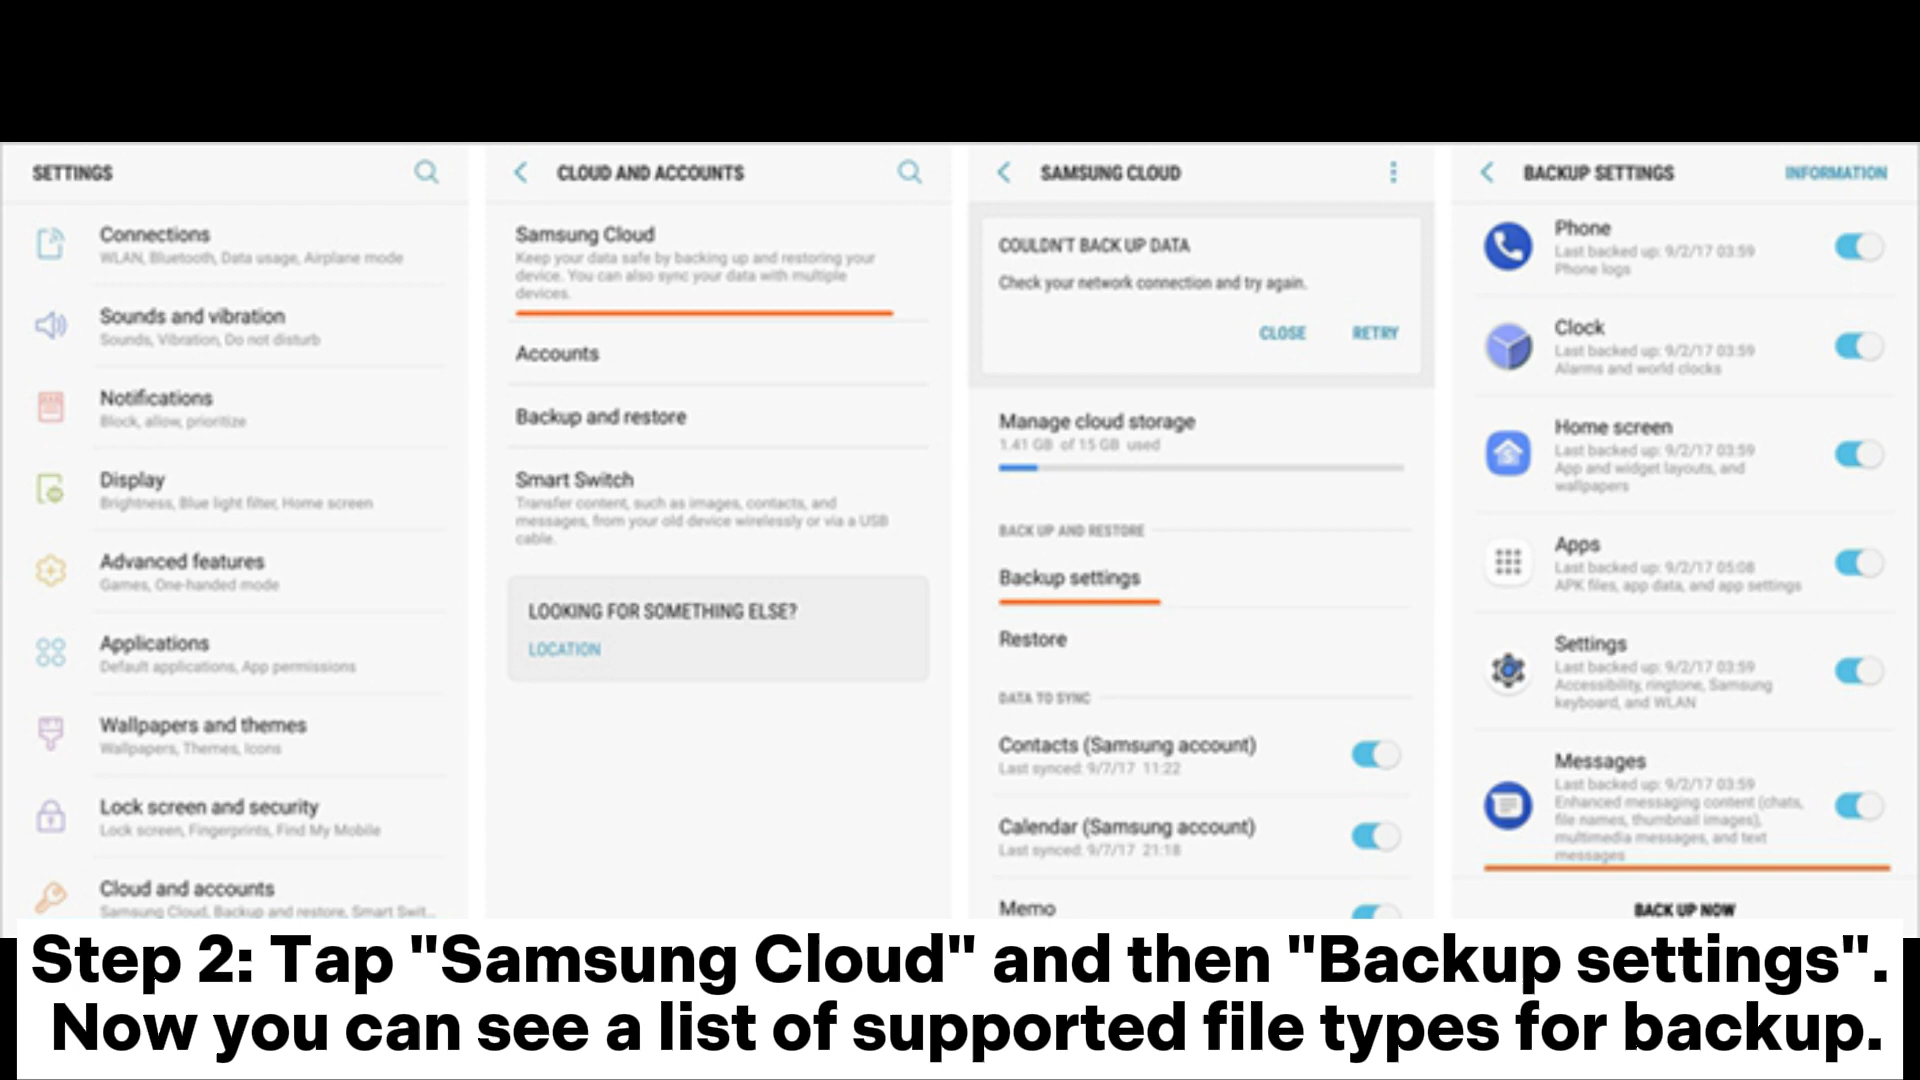 SETTINGS
Connections
WLAN, Bluetooth, Data usage, Airplane mode
Sounds and vibration
Sounds, Vibration, Do not disturb
Notifications
Block, allow, prioritize
Display
Brightness, Blue light filter, Home screen
Advanced features
Games, One-handed mode
Applications
Default applications, App permissions
Wallpapers and themes
Wallpapers, Themes, Icons
Lock screen and security
Lock screen, Fingerprints, Find My Mobile
Cloud and accounts
Samsung Cloud, Backup and restore, Smart Swit...
CLOUD AND ACCOUNTS
Samsung Cloud
Keep your data safe by backing up and restoring your
device. You can also sync your data with multiple
devices.
Accounts
Backup and restore
Smart Switch
Transfer content, such as images, contacts, and
messages, from your old device wirelessly or via a USB
cable.
LOOKING FOR SOMETHING ELSE?
LOCATION
SAMSUNG CLOUD
COULDN'T BACK UP DATA
Check your network connection and try again.
CLOSE RETRY
Manage cloud storage
1.41 GB of 15 GB used
BACK UP AND RESTORE
Backup settings
Restore
DATA TO SYNC
Contacts (Samsung account)
Last synced: 9/7/17 11:22
Calendar (Samsung account)
Last synced: 9/7/17 21:18
Memo
BACKUP SETTINGS INFORMATION
Phone
Last backed up: 9/2/17 03:59
Phone logs
Clock
Last backed up: 9/2/17 03:59
Alarms and world clocks
Home screen
Last backed up: 9/2/17 03:59
App and widget layouts, and
wallpapers
Apps
Last backed up: 9/2/17 05:08
APK files, app data, and app settings
Settings
Last backed up: 9/2/17 03:59
Accessibility, ringtone, Samsung
keyboard, and WLAN
Messages
Last backed up: 9/2/17 03:59
Enhanced messaging content (chats,
file names, thumbnail images),
multimedia messages, and text
messages
BACK UP NOW
Step 2: Tap "Samsung Cloud" and then "Backup settings".
Now you can see a list of supported file types for backup.